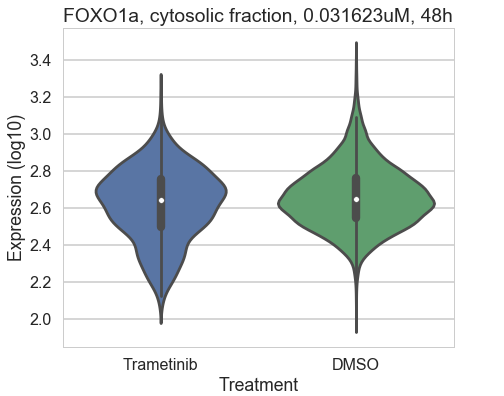 FOXO1a, cytosolic fraction, 0.031623uM, 48h
Expression (log10)
3.4
3.2
3.0
2.8
2.6
2.4
2.2
2.0
Trametinib DMSO
Treatment